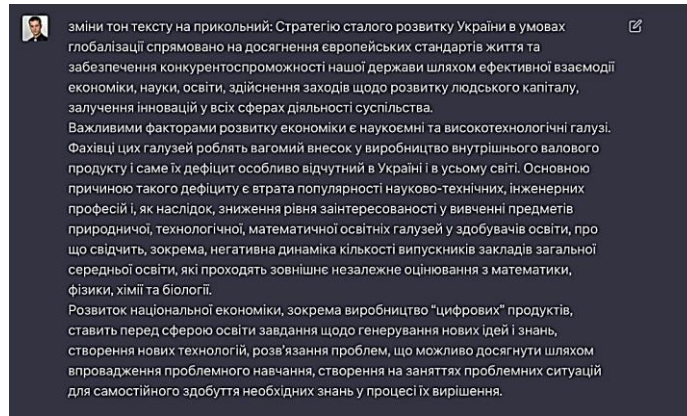 зміни тон тексту на прикольний: Стратегію сталого розвитку України в умовах
глобалізації спрямовано на досягнення європейських стандартів життя та
забезпечення конкурентоспроможності нашої держави шляхом ефективної взаємодії
економіки, науки, освіти, здійснення заходів щодо розвитку людського капіталу,
залучення інновацій у всіх сферах діяльності суспільства.
Важливими факторами розвитку економіки є наукоємні та високотехнологічні галузі.
Фахівці цих галузей роблять вагомий внесок у виробництво внутрішнього валового
продукту і саме їх дефіцит особливо відчутний в Україні і в усьому світі. Основною
причиною такого дефіциту є втрата популярності науково-технічних, інженерних
професій і, як наслідок, зниження рівня заінтересованості у вивченні предметів
природничої, технологічної, математичної освітніх галузей у здобувачів освіти, про
що свідчить, зокрема, негативна динаміка кількості випускників закладів загальної
середньої освіти, які проходять зовнішнє незалежне оцінювання з математики,
фізики, хімії та біології.
Розвиток національної економіки, зокрема виробництво "цифрових" продуктів,
ставить перед сферою освіти завдання щодо генерування нових ідей і знань,
створення нових технологій, розв'язання проблем, що можливо досягнути шляхом
впровадження проблемного навчання, створення на заняттях проблемних ситуацій
для самостійного здобуття необхідних знань у процесі їх вирішення.